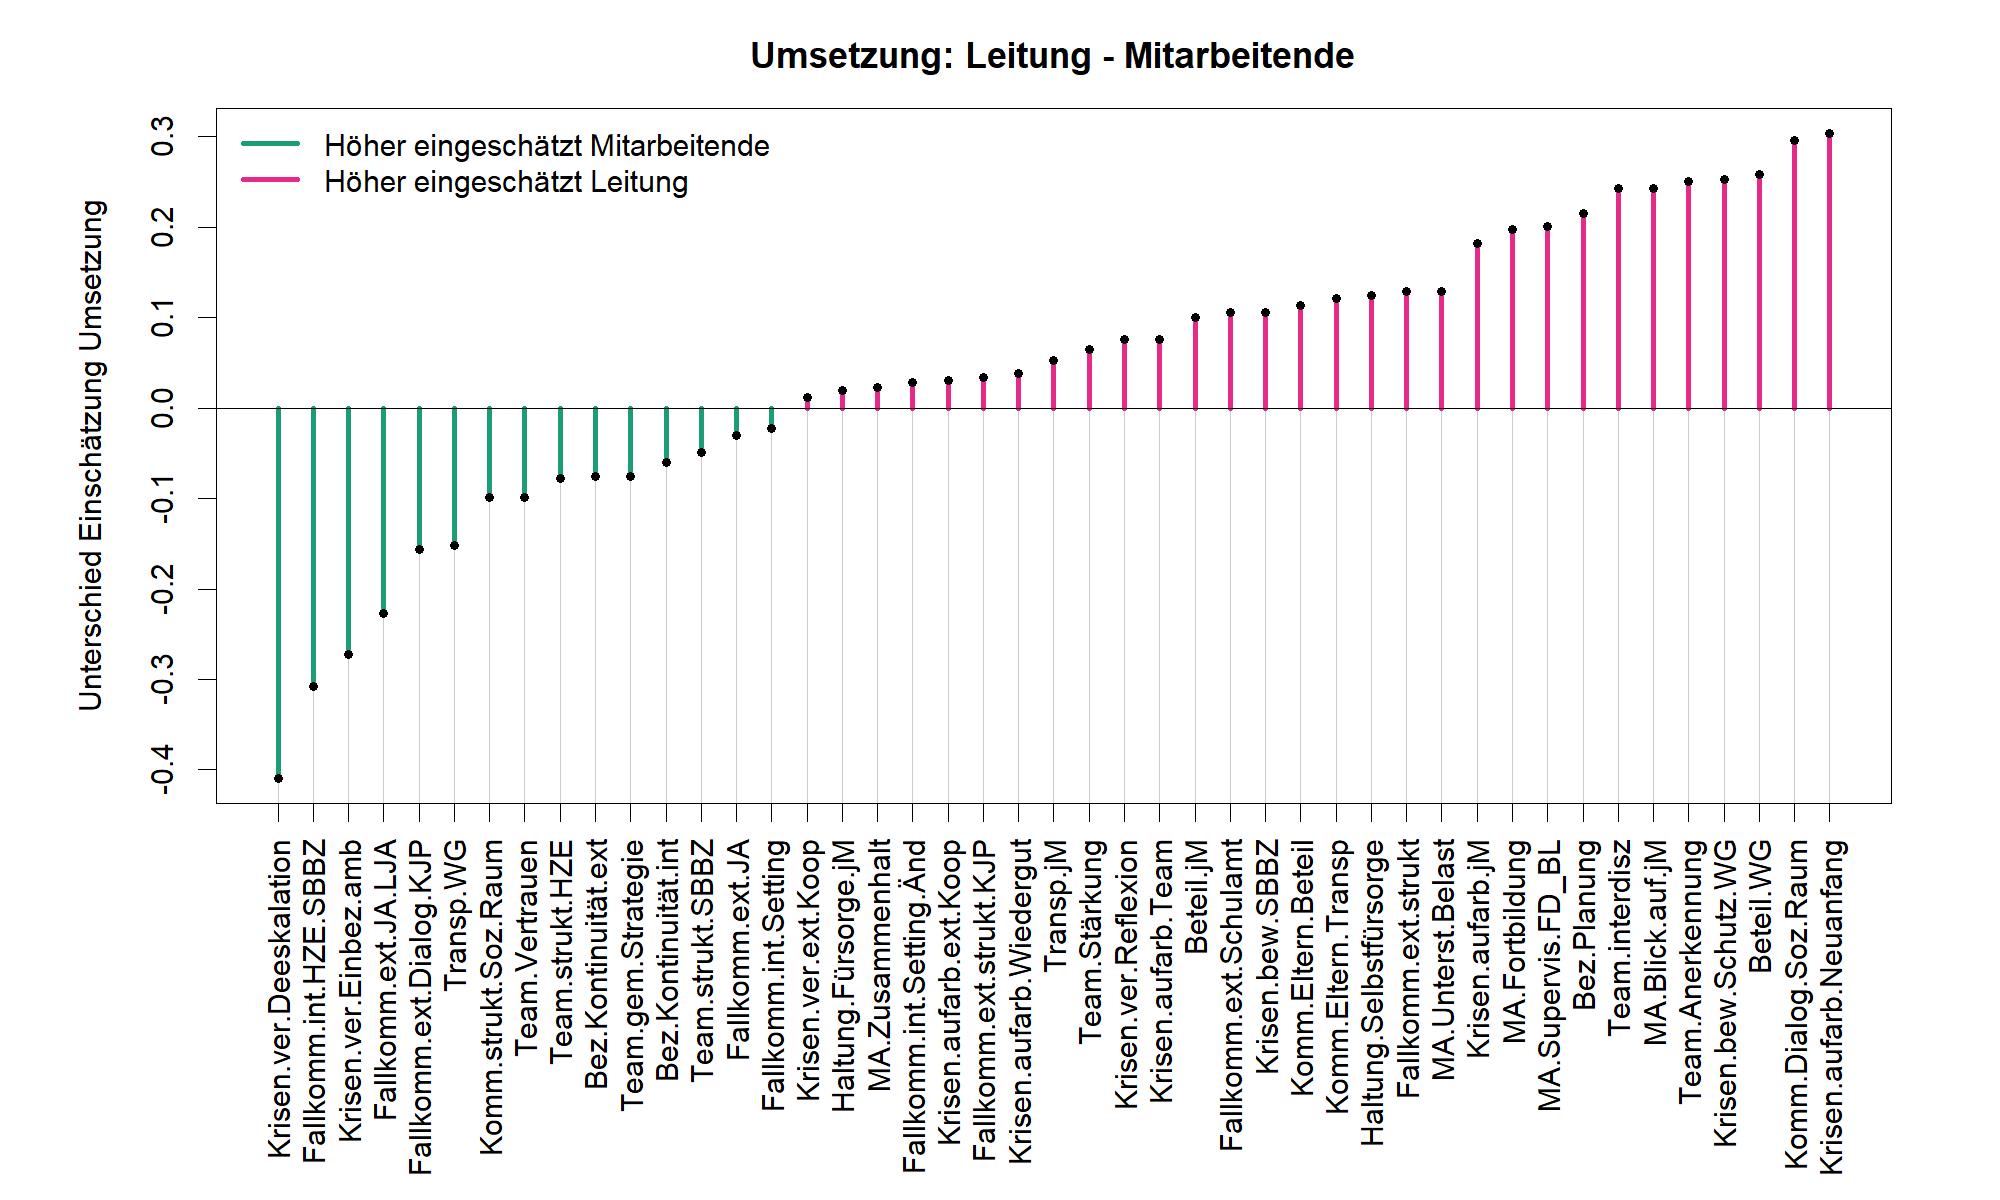 Umsetzung: Leitung - Mitarbeitende
Höher eingeschätzt Mitarbeitende
Höher eingeschätzt Leitung
Unterschied Einschätzung Umsetzung
0.3
0.2
0.1
0.0
-0.1
-0.2
-0.3
-0.4
Krisen.ver.Deeskalation
Fallkomm.int.HZE.SBBZ
Krisen.ver.Einbez.amb
Fallkomm.ext.JA.LJA
Fallkomm.ext.Dialog.KJP
Transp.WG
Komm.strukt.Soz.Raum
Team.Vertrauen
Team.strukt.HZE
Bez.Kontinuität.ext
Team.gem.Strategie
Bez.Kontinuität.int
Team.strukt.SBBZ
Fallkomm.ext.JA
Fallkomm.int.Setting
Krisen.ver.ext.Koop
Haltung.Fürsorge.jM
MA.Zusammenhalt
Fallkomm.int.Setting.Änd
Krisen.aufarb.ext.Koop
Fallkomm.ext.strukt.KJP
Krisen.aufarb.Wiedergut
Transp.jM
Team.Stärkung
Krisen.ver.Reflexion
Krisen.aufarb.Team
Beteil.jM
Fallkomm.ext.Schulamt
Krisen.bew.SBBZ
Komm.Eltern.Beteil
Komm.Eltern.Transp
Haltung.Selbstfürsorge
Fallkomm.ext.strukt
MA.Unterst.Belast
Krisen.aufarb.jM
MA.Fortbildung
MA.Supervis.FD_BL
Bez.Planung
Team.interdisz
MA.Blick.auf.jM
Team.Anerkennung
Krisen.bew.Schutz.WG
Beteil.WG
Komm.Dialog.Soz.Raum
Krisen.aufarb.Neuanfang